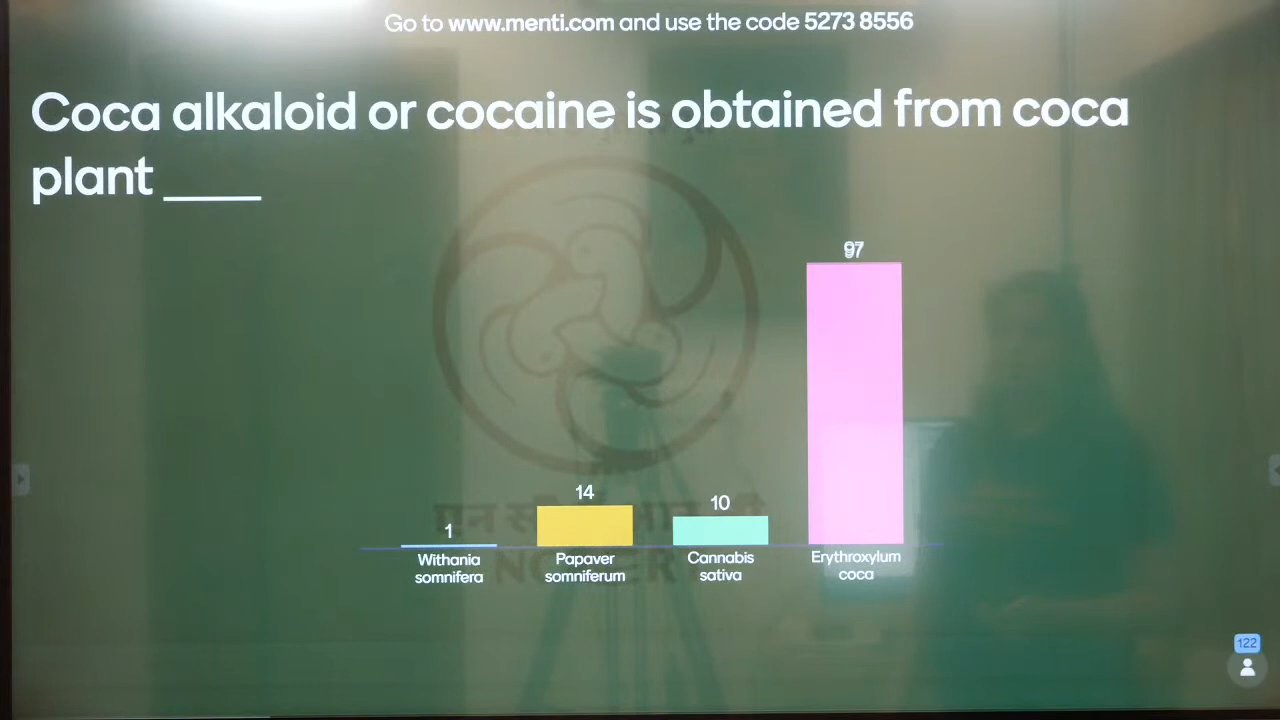 Go to www.menti.com and use the code 5273 8556
Coca alkaloid or cocaine is obtained from coca
plant ____
97
14
10
1
Withania
somnifera
Papaver
somniferum
Cannabis
sativa
Erythroxylum
coca
122